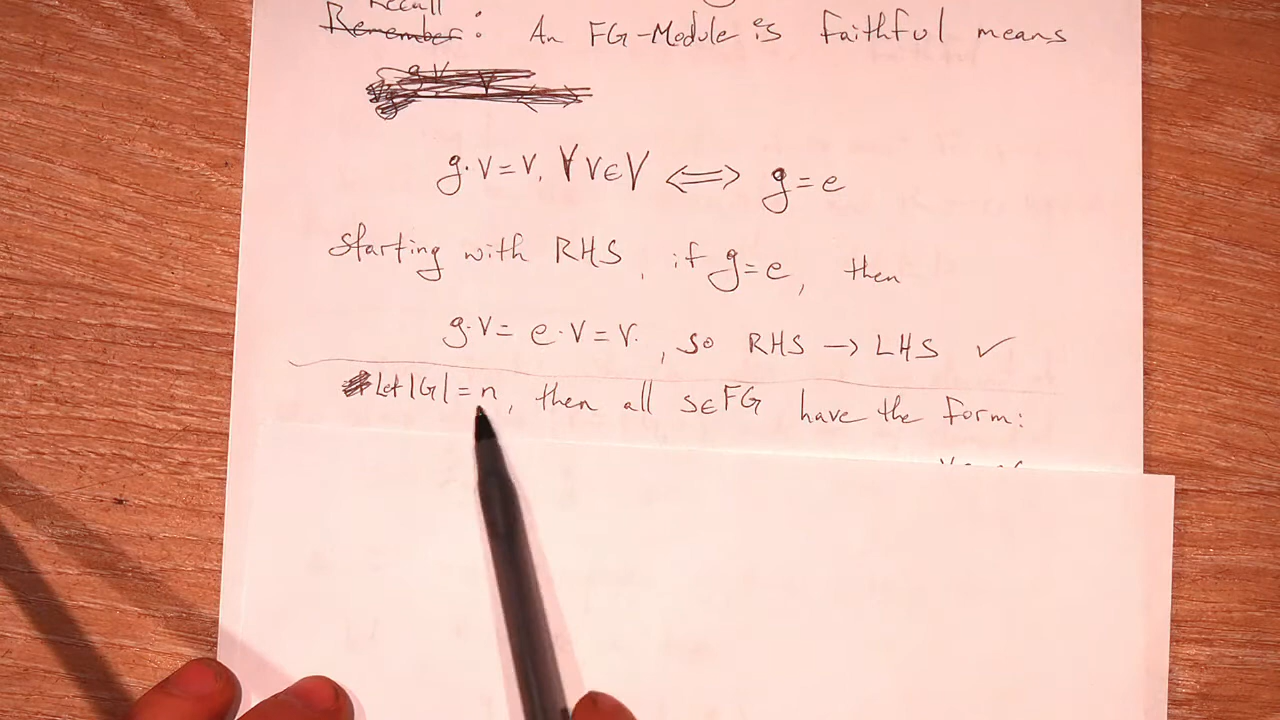 Recall
Remember: An FG-Module is faithful means
g·v=v, ∀v∈V ⟺ g=e
starting with RHS, if g=e, then
g·v= e·v=v, so RHS → LHS ✓
Let |G|=n, then all s∈FG have the form: